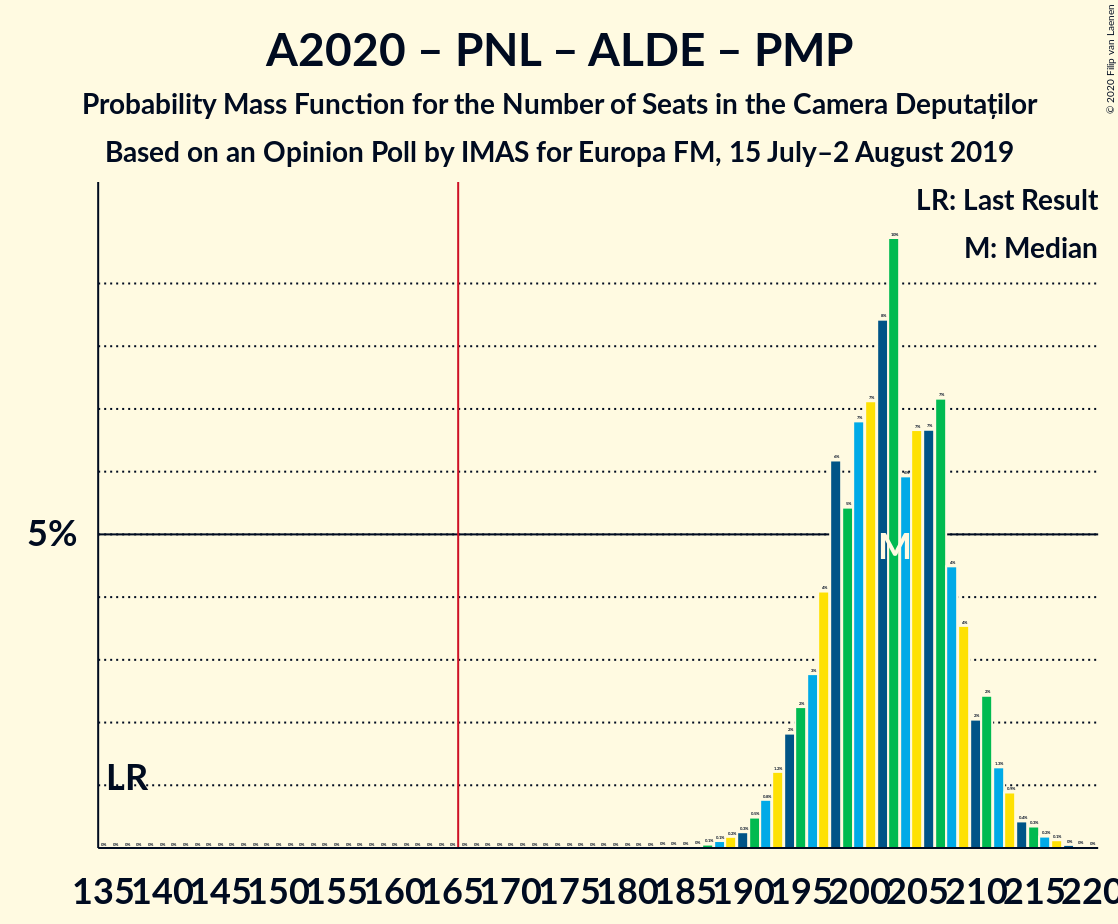 A2020 – PNL – ALDE – PMP
Probability Mass Function for the Number of Seats in the Camera Deputaților
Based on an Opinion Poll by IMAS for Europa FM, 15 July–2 August 2019
© 2020 Filip van Laenen
LR: Last Result
M: Median
5%
M
LR
135 140 145 150 155 160 165 170 175 180 185 190 195 200 205 210 215 220